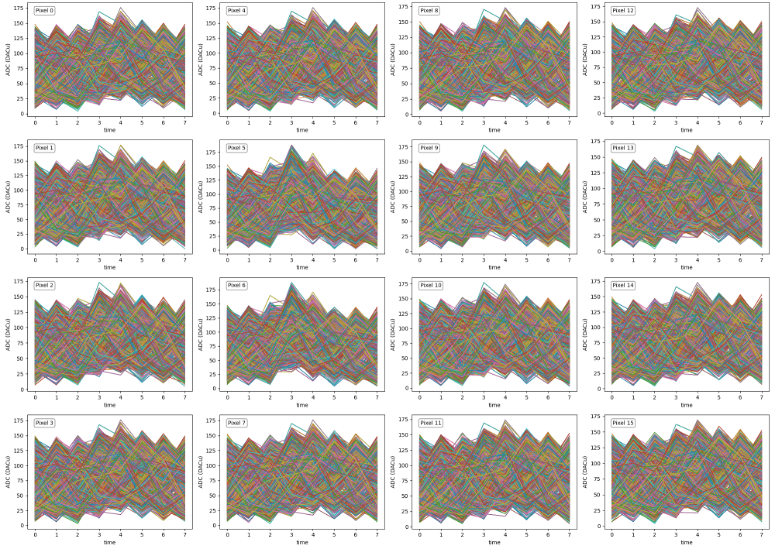 Pixel 0
Pixel 4
Pixel 8
Pixel 12
ADC (DACu)
175
150
125
100
75
50
25
0
0 1 2 3 4 5 6 7
time
ADC (DACu)
175
150
125
100
75
50
25
0
0 1 2 3 4 5 6 7
time
ADC (DACu)
175
150
125
100
75
50
25
0
0 1 2 3 4 5 6 7
time
ADC (DACu)
175
150
125
100
75
50
25
0
0 1 2 3 4 5 6 7
time
Pixel 1
Pixel 5
Pixel 9
Pixel 13
ADC (DACu)
175
150
125
100
75
50
25
0
0 1 2 3 4 5 6 7
time
ADC (DACu)
175
150
125
100
75
50
25
0
0 1 2 3 4 5 6 7
time
ADC (DACu)
175
150
125
100
75
50
25
0
0 1 2 3 4 5 6 7
time
ADC (DACu)
175
150
125
100
75
50
25
0
0 1 2 3 4 5 6 7
time
Pixel 2
Pixel 6
Pixel 10
Pixel 14
ADC (DACu)
175
150
125
100
75
50
25
0
0 1 2 3 4 5 6 7
time
ADC (DACu)
175
150
125
100
75
50
25
0
0 1 2 3 4 5 6 7
time
ADC (DACu)
175
150
125
100
75
50
25
0
0 1 2 3 4 5 6 7
time
ADC (DACu)
175
150
125
100
75
50
25
0
0 1 2 3 4 5 6 7
time
Pixel 3
Pixel 7
Pixel 11
Pixel 15
ADC (DACu)
175
150
125
100
75
50
25
0
0 1 2 3 4 5 6 7
time
ADC (DACu)
175
150
125
100
75
50
25
0
0 1 2 3 4 5 6 7
time
ADC (DACu)
175
150
125
100
75
50
25
0
0 1 2 3 4 5 6 7
time
ADC (DACu)
175
150
125
100
75
50
25
0
0 1 2 3 4 5 6 7
time